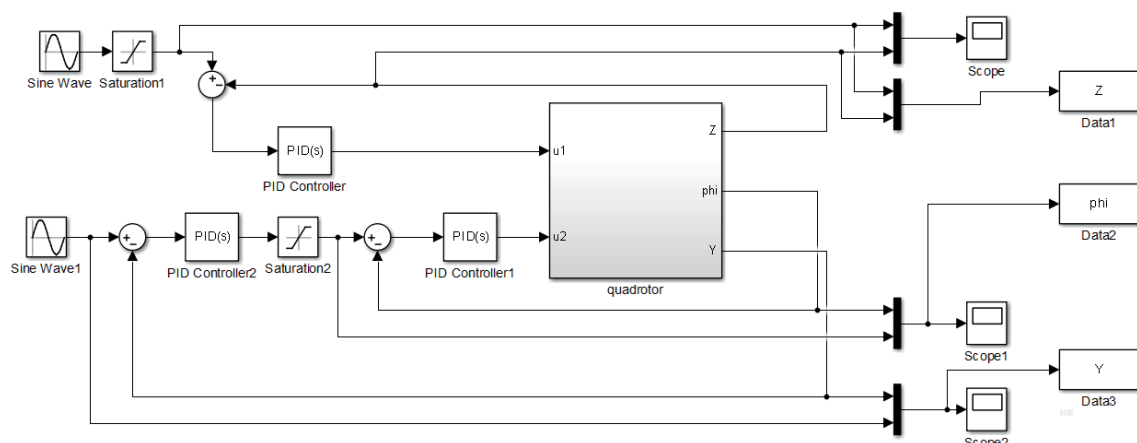 Sine Wave
Saturation1
Scope
Z
Data1
PID(s)
PID Controller
u1
Z
phi
u2
Y
quadrotor
phi
Data2
Sine Wave1
PID(s)
PID Controller2
Saturation2
PID(s)
PID Controller1
Scope1
Y
Data3
Scope2